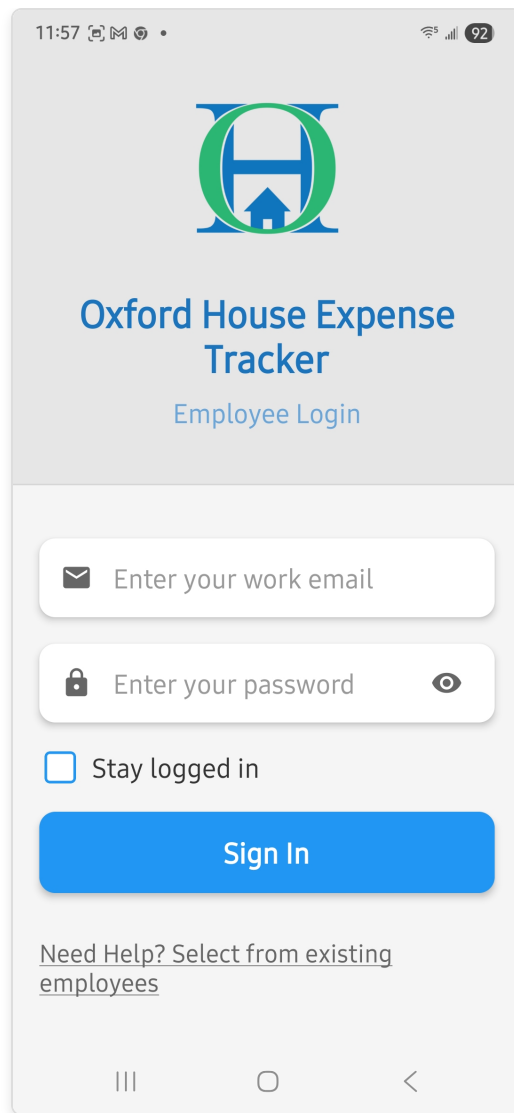 11:57
92
OH
Oxford House Expense
Tracker
Employee Login
Enter your work email
Enter your password
Stay logged in
Sign In
Need Help? Select from existing
employees